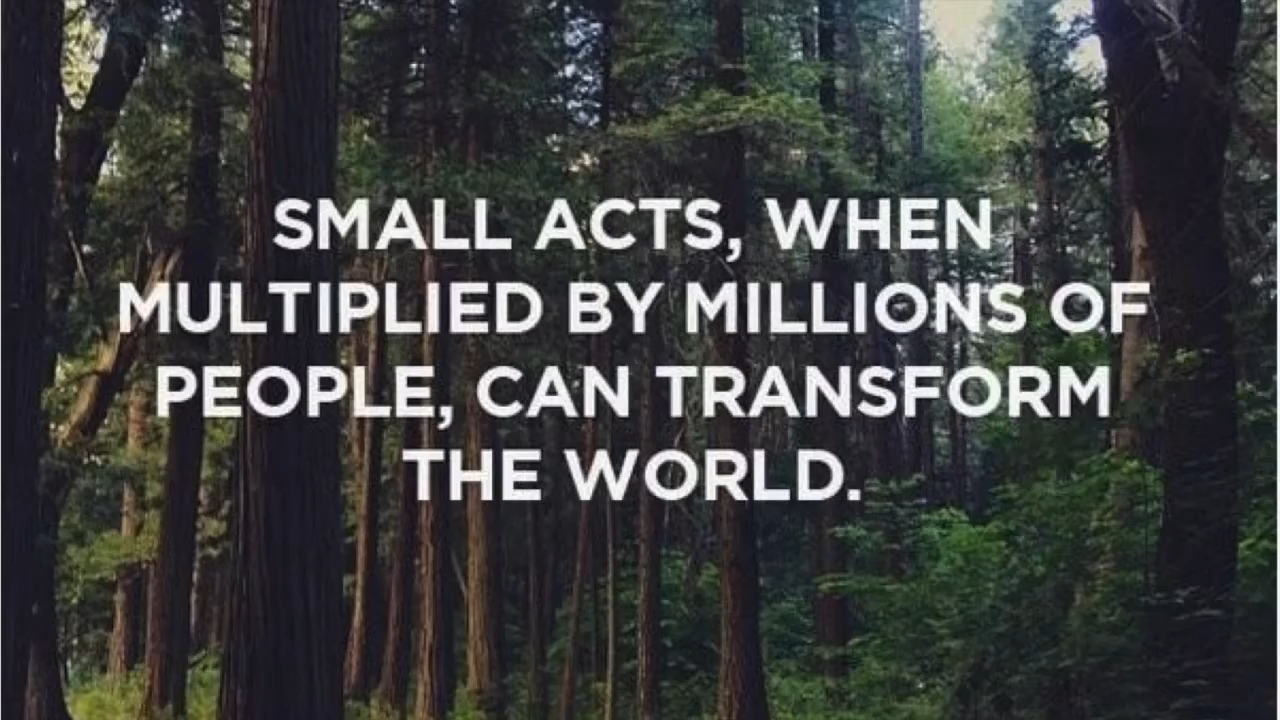 SMALL ACTS, WHEN
MULTIPLIED BY MILLIONS OF
PEOPLE, CAN TRANSFORM
THE WORLD.